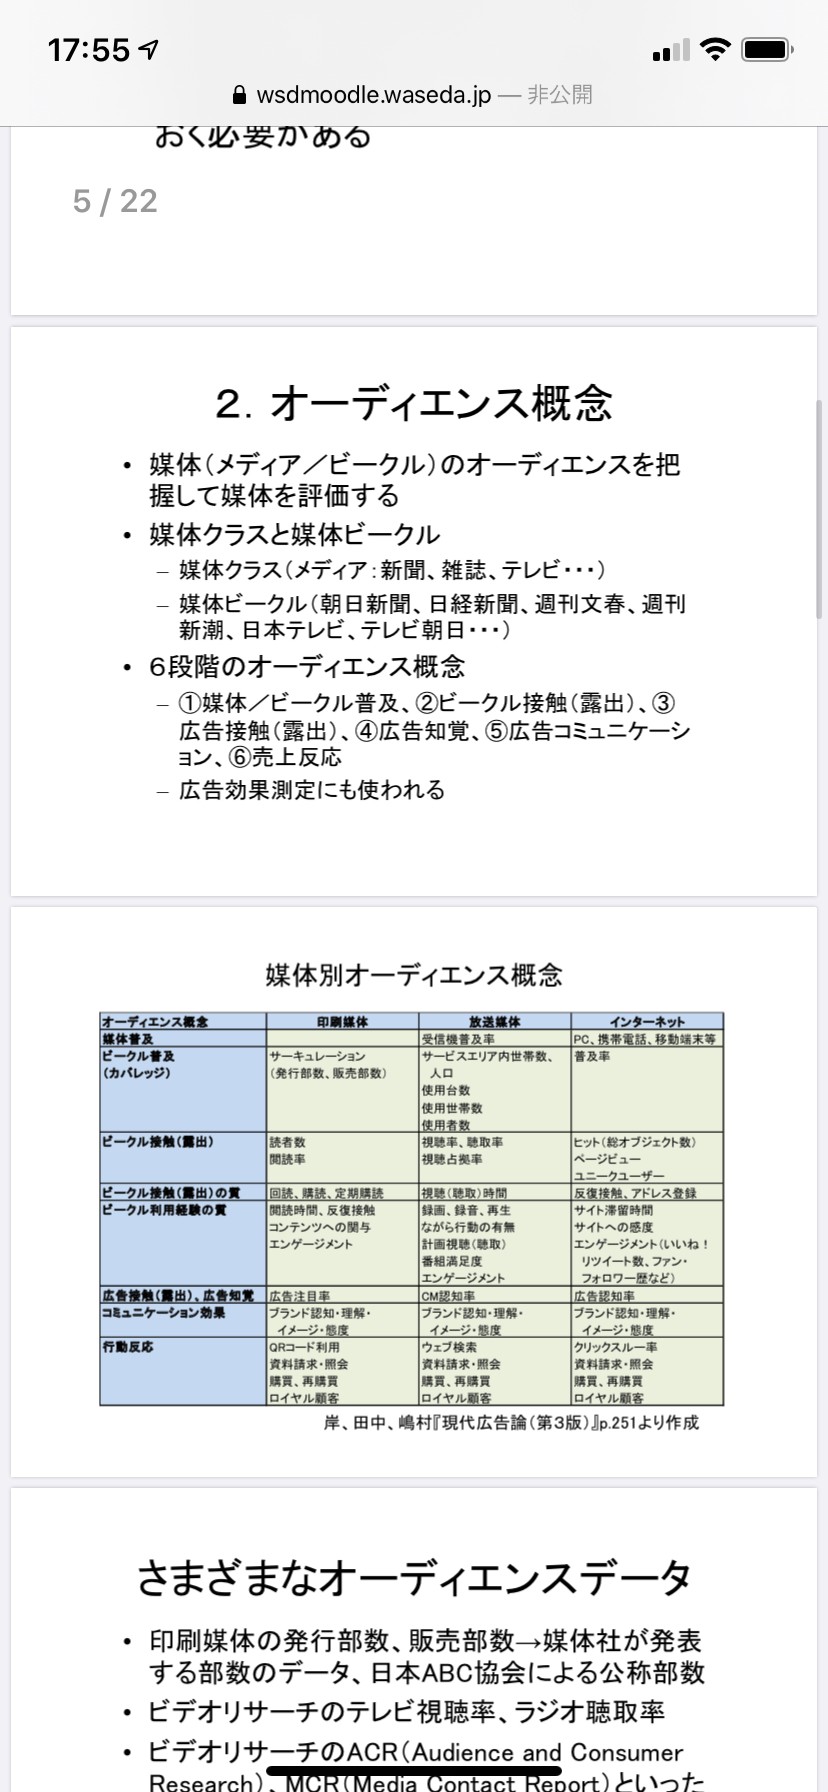 17:55
wsdmoodle.waseda.jp — 非公開
おく必要がある
5 / 22
２．オーディエンス概念
• 媒体（メディア／ビークル）のオーディエンスを把
握して媒体を評価する
• 媒体クラスと媒体ビークル
– 媒体クラス（メディア：新聞、雑誌、テレビ・・・）
– 媒体ビークル（朝日新聞、日経新聞、週刊文春、週刊
新潮、日本テレビ、テレビ朝日・・・）
• ６段階のオーディエンス概念
– ①媒体／ビークル普及、②ビークル接触（露出）、③
広告接触（露出）、④広告知覚、⑤広告コミュニケーシ
ョン、⑥売上反応
– 広告効果測定にも使われる
媒体別オーディエンス概念
オーディエンス概念 印刷媒体 放送媒体 インターネット
媒体普及 受信機普及率 PC、携帯電話、移動端末等
ビークル普及 サーキュレーション サービスエリア内世帯数、 普及率
（カバレッジ） （発行部数、販売部数） 人口
使用台数
使用世帯数
使用者数
ビークル接触（露出） 読者数 視聴率、聴取率 ヒット（総オブジェクト数）
閲読率 視聴占拠率 ページビュー
ユニークユーザー
ビークル接触（露出）の質 回読、購読、定期購読 視聴（聴取）時間 反復接触、アドレス登録
ビークル利用経験の質 閲読時間、反復接触 録画、録音、再生 サイト滞留時間
コンテンツへの関与 ながら行動の有無 サイトへの感度
エンゲージメント 計画視聴（聴取） エンゲージメント（いいね！
番組満足度 リツイート数、ファン・
エンゲージメント フォロワー歴など）
広告接触（露出）、広告知覚 広告注目率 CM認知率 広告認知率
コミュニケーション効果 ブランド認知・理解・ ブランド認知・理解・ ブランド認知・理解・
イメージ・態度 イメージ・態度 イメージ・態度
行動反応 QRコード利用 ウェブ検索 クリックスルー率
資料請求・照会 資料請求・照会 資料請求・照会
購買、再購買 購買、再購買 購買、再購買
ロイヤル顧客 ロイヤル顧客 ロイヤル顧客
岸、田中、嶋村『現代広告論（第３版）』p.251より作成
さまざまなオーディエンスデータ
• 印刷媒体の発行部数、販売部数→媒体社が発表
する部数のデータ、日本ABC協会による公称部数
• ビデオリサーチのテレビ視聴率、ラジオ聴取率
• ビデオリサーチのACR（Audience and Consumer
Research）、MCR（Media Contact Report）といった